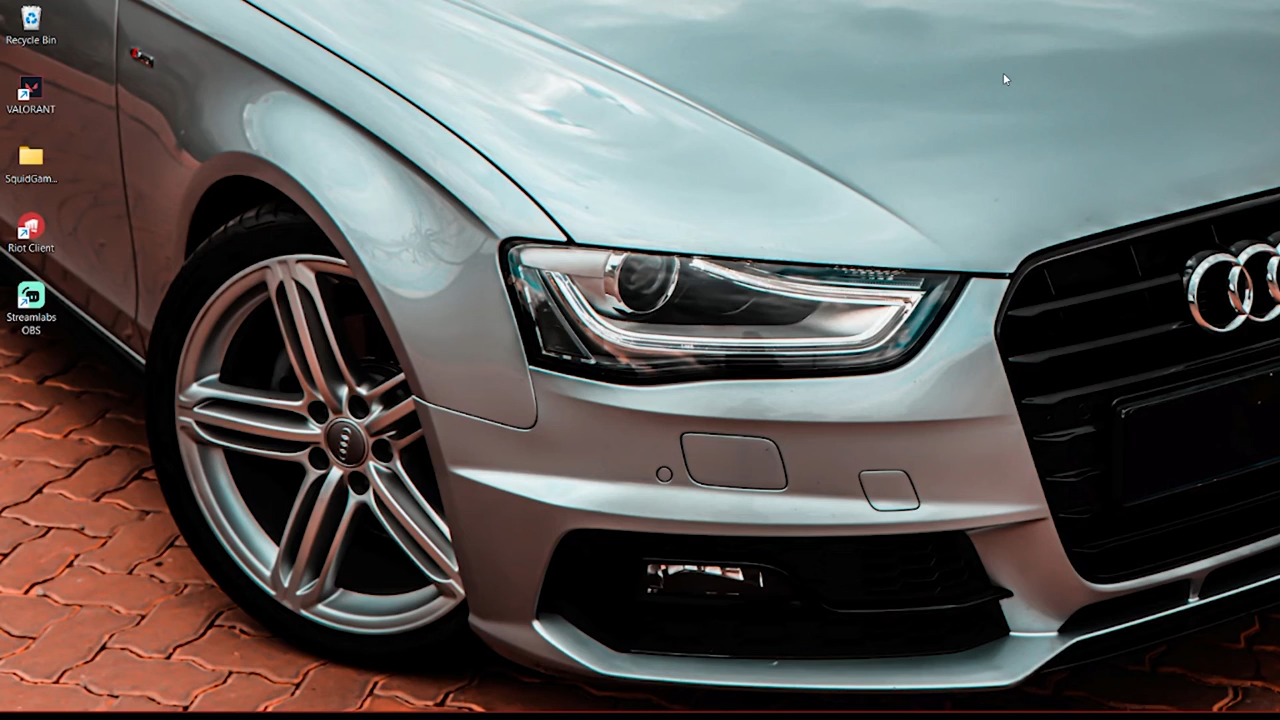 Recycle Bin
VALORANT
SquidGam...
Riot Client
Streamlabs
OBS